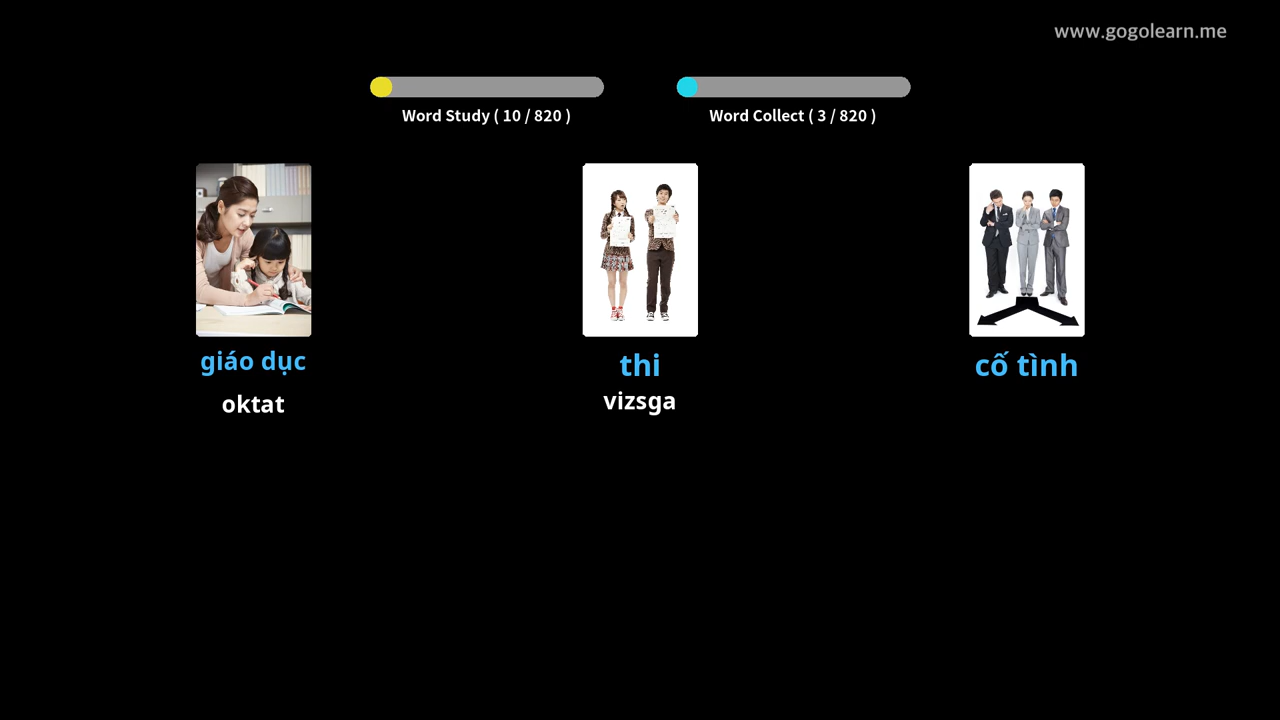 www.gogolearn.me
Word Study ( 10 / 820 )
Word Collect ( 3 / 820 )
giáo dục
oktat
thi
vizsga
cố tình